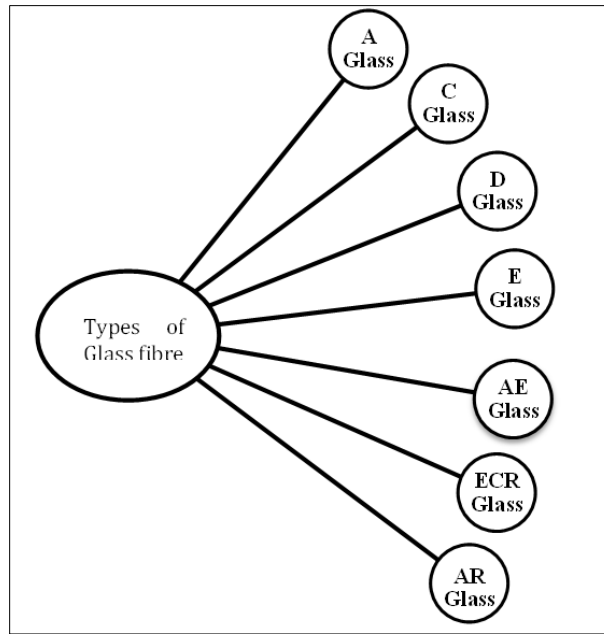 A
Glass
C
Glass
D
Glass
E
Glass
Types of
Glass fibre
AE
Glass
ECR
Glass
AR
Glass